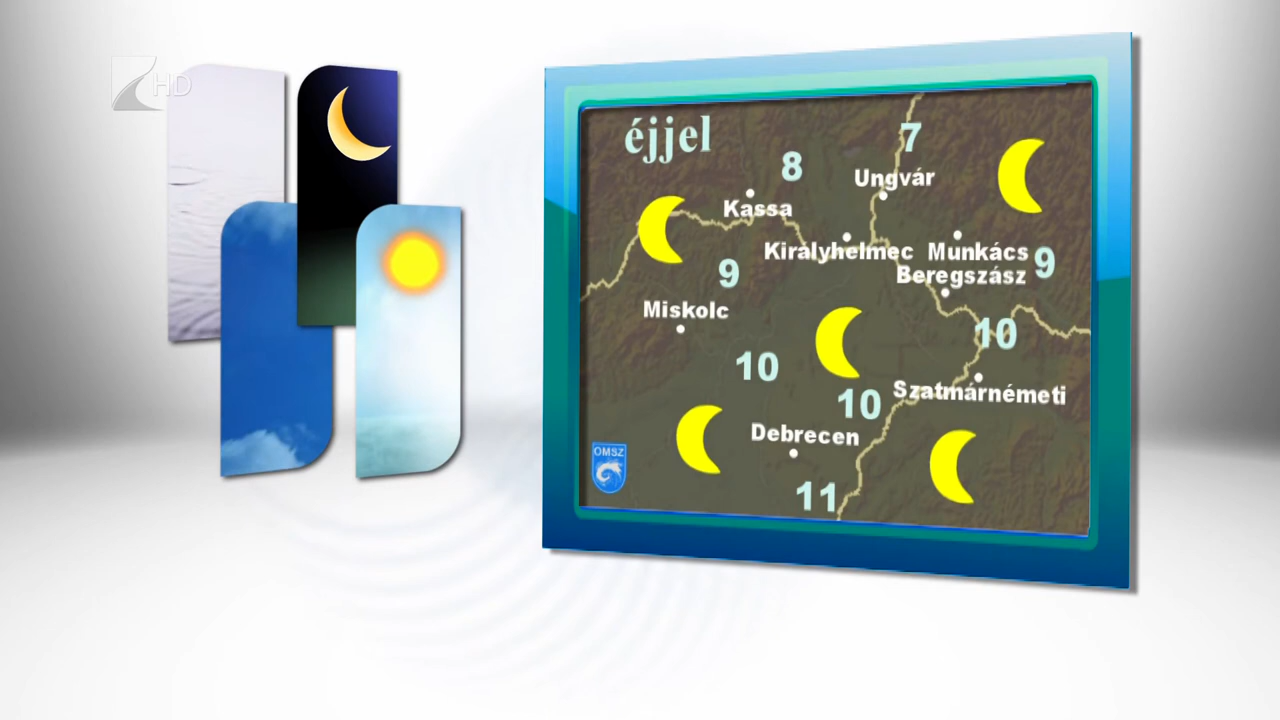 HD
éjjel
7
8
Ungvár
Kassa
Királyhelmec
Munkács
9
9
Beregszász
Miskolc
10
10
Szatmárnémeti
10
Debrecen
OMSZ
11